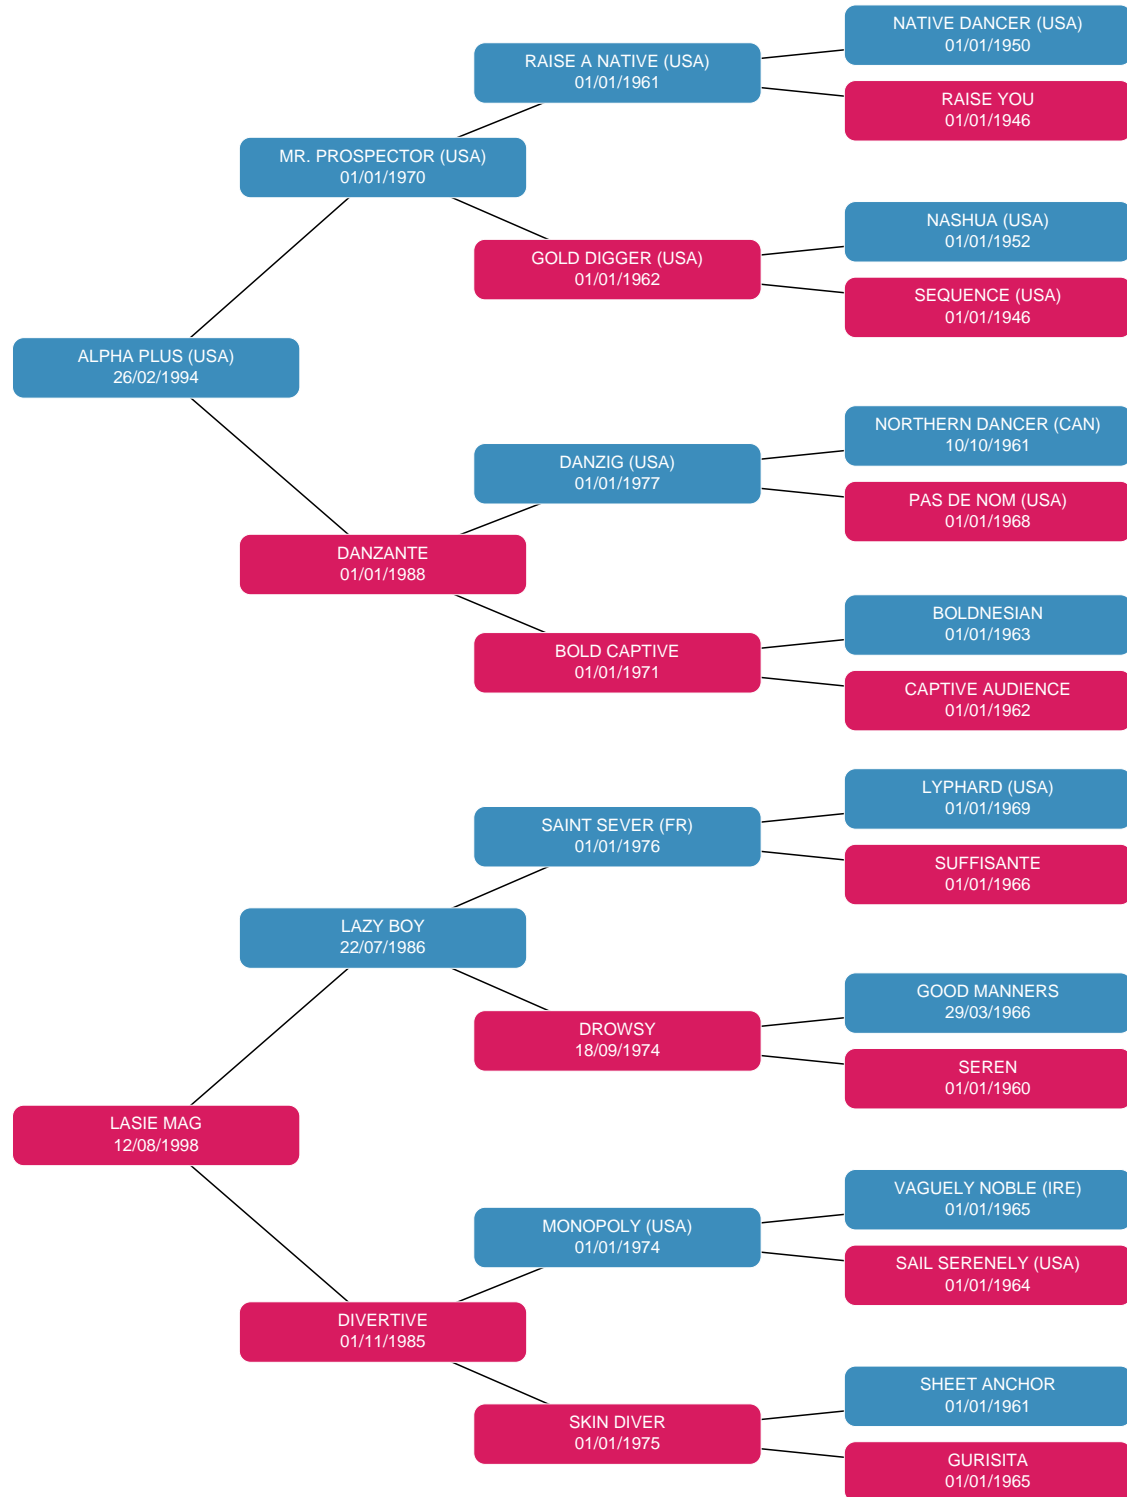 NATIVE DANCER (USA)
01/01/1950
RAISE A NATIVE (USA)
01/01/1961
RAISE YOU
01/01/1946
MR. PROSPECTOR (USA)
01/01/1970
NASHUA (USA)
01/01/1952
GOLD DIGGER (USA)
01/01/1962
SEQUENCE (USA)
01/01/1946
ALPHA PLUS (USA)
26/02/1994
NORTHERN DANCER (CAN)
10/10/1961
DANZIG (USA)
01/01/1977
PAS DE NOM (USA)
01/01/1968
DANZANTE
01/01/1988
BOLDNESIAN
01/01/1963
BOLD CAPTIVE
01/01/1971
CAPTIVE AUDIENCE
01/01/1962
LYPHARD (USA)
01/01/1969
SAINT SEVER (FR)
01/01/1976
SUFFISANTE
01/01/1966
LAZY BOY
22/07/1986
GOOD MANNERS
29/03/1966
DROWSY
18/09/1974
SEREN
01/01/1960
LASIE MAG
12/08/1998
VAGUELY NOBLE (IRE)
01/01/1965
MONOPOLY (USA)
01/01/1974
SAIL SERENELY (USA)
01/01/1964
DIVERTIVE
01/11/1985
SHEET ANCHOR
01/01/1961
SKIN DIVER
01/01/1975
GURISITA
01/01/1965